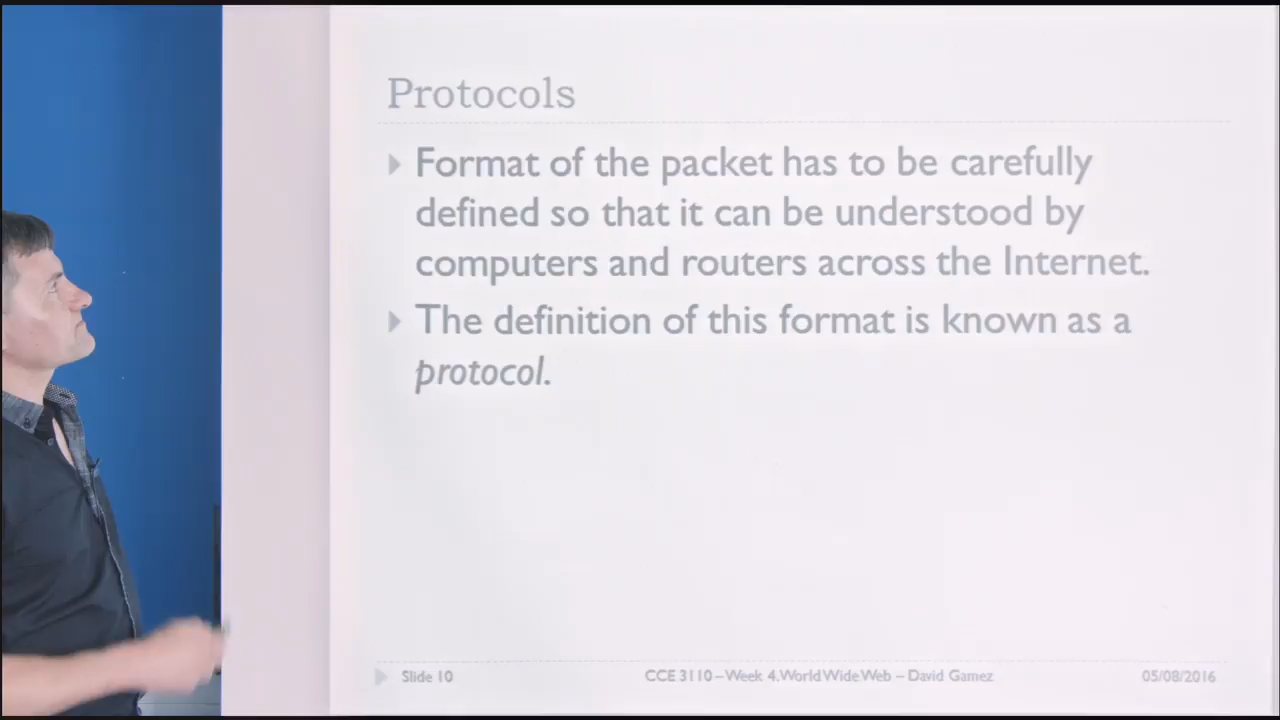 Protocols
Format of the packet has to be carefully
defined so that it can be understood by
computers and routers across the Internet.
The definition of this format is known as a
protocol.
Slide 10
CCE 3110 – Week 4.World Wide Web – David Gamez
05/08/2016